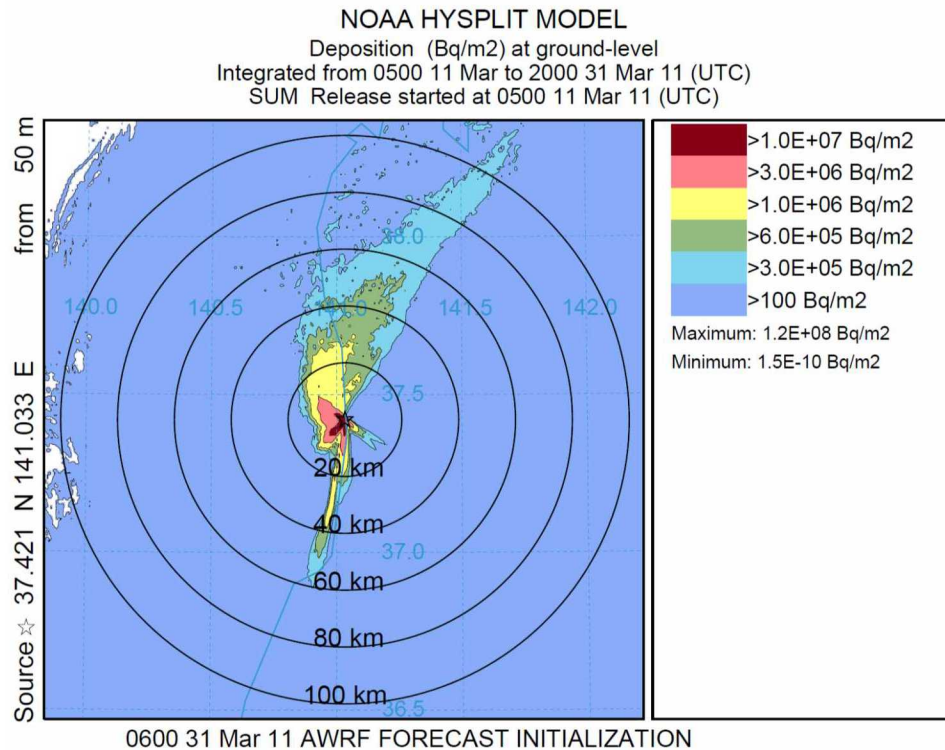 NOAA HYSPLIT MODEL
Deposition (Bq/m2) at ground-level
Integrated from 0500 11 Mar to 2000 31 Mar 11 (UTC)
SUM Release started at 0500 11 Mar 11 (UTC)
Source ☆ 37.421 N 141.033 E from 50 m
38.0
140.0 140.5 141.0 141.5 142.0
37.5
20 km
40 km
37.0
60 km
80 km
100 km
36.5
>1.0E+07 Bq/m2
>3.0E+06 Bq/m2
>1.0E+06 Bq/m2
>6.0E+05 Bq/m2
>3.0E+05 Bq/m2
>100 Bq/m2
Maximum: 1.2E+08 Bq/m2
Minimum: 1.5E-10 Bq/m2
0600 31 Mar 11 AWRF FORECAST INITIALIZATION